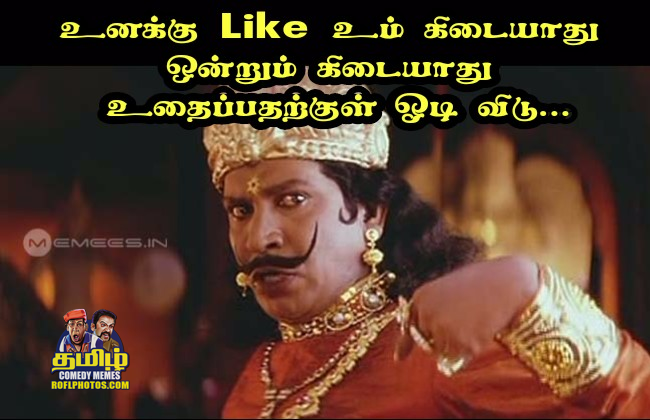 உனக்கு Like உம் கிடையாது
ஒன்றும் கிடையாது
உதைப்பதற்குள் ஓடி விடு...
MEMEES.IN
தமிழ்
COMEDY MEMES
ROFLPHOTOS.COM